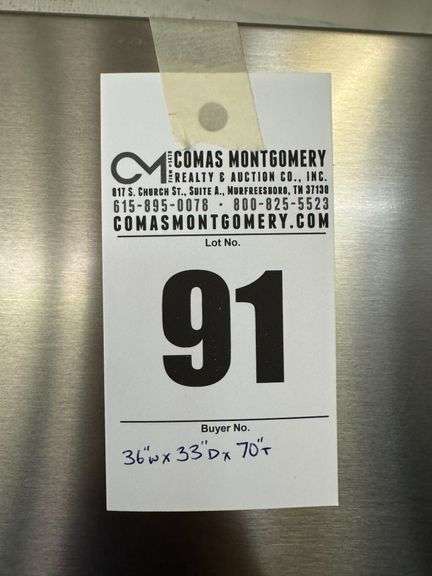 CM COMAS MONTGOMERY
REALTY & AUCTION CO., INC.
817 S. CHURCH ST., SUITE A., MURFREESBORO, TN 37130
615-895-0078 · 800-825-5523
COMASMONTGOMERY.COM
Lot No.
91
Buyer No.
36"W x 33"D x 70"T